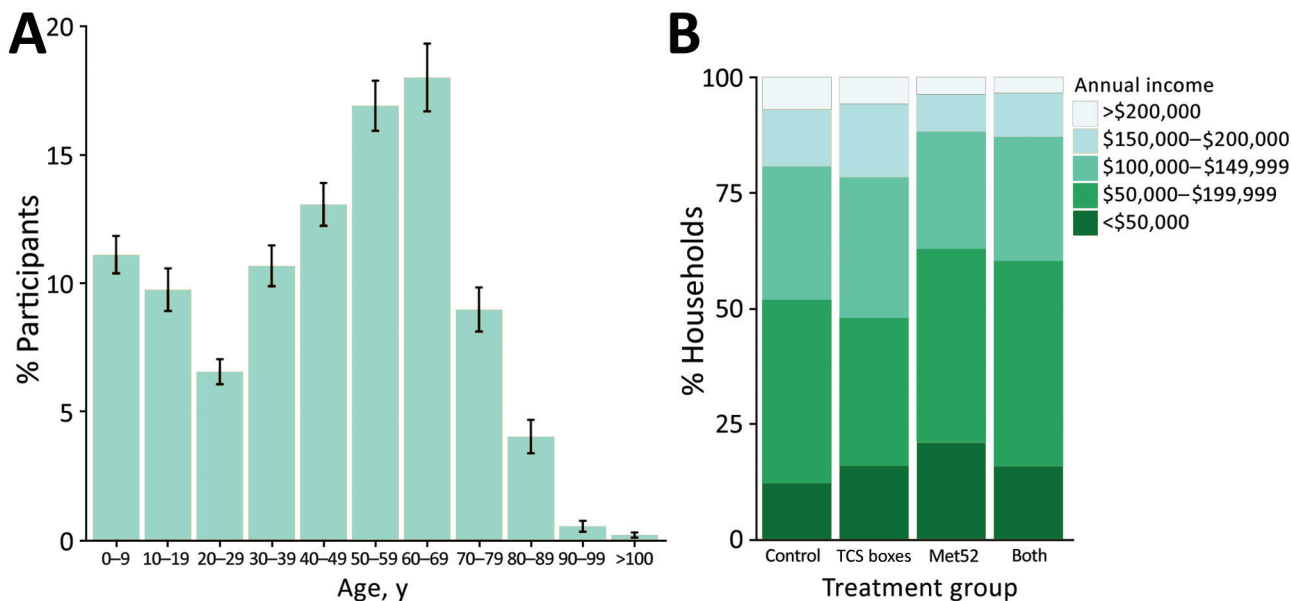 A
% Participants
20
15
10
5
0
0–9 10–19 20–29 30–39 40–49 50–59 60–69 70–79 80–89 90–99 >100
Age, y
B
% Households
100
75
50
25
0
Control TCS boxes Met52 Both
Treatment group
Annual income
>$200,000
$150,000–$200,000
$100,000–$149,999
$50,000–$199,999
<$50,000